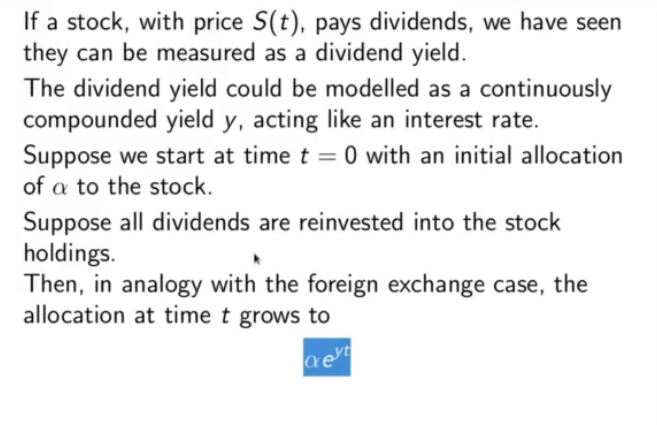 If a stock, with price S(t), pays dividends, we have seen
they can be measured as a dividend yield.
The dividend yield could be modelled as a continuously
compounded yield y, acting like an interest rate.
Suppose we start at time t = 0 with an initial allocation
of α to the stock.
Suppose all dividends are reinvested into the stock
holdings.
Then, in analogy with the foreign exchange case, the
allocation at time t grows to
αe^{yt}